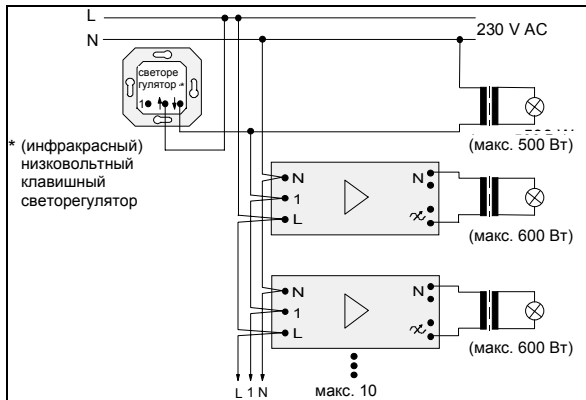 L
N
230 V AC
светоре
гулятор *
1
* (инфракрасный)
низковольтный
клавишный
светорегулятор
(макс. 500 Вт)
N
1
L
N
(макс. 600 Вт)
N
1
L
N
(макс. 600 Вт)
L 1 N
макс. 10